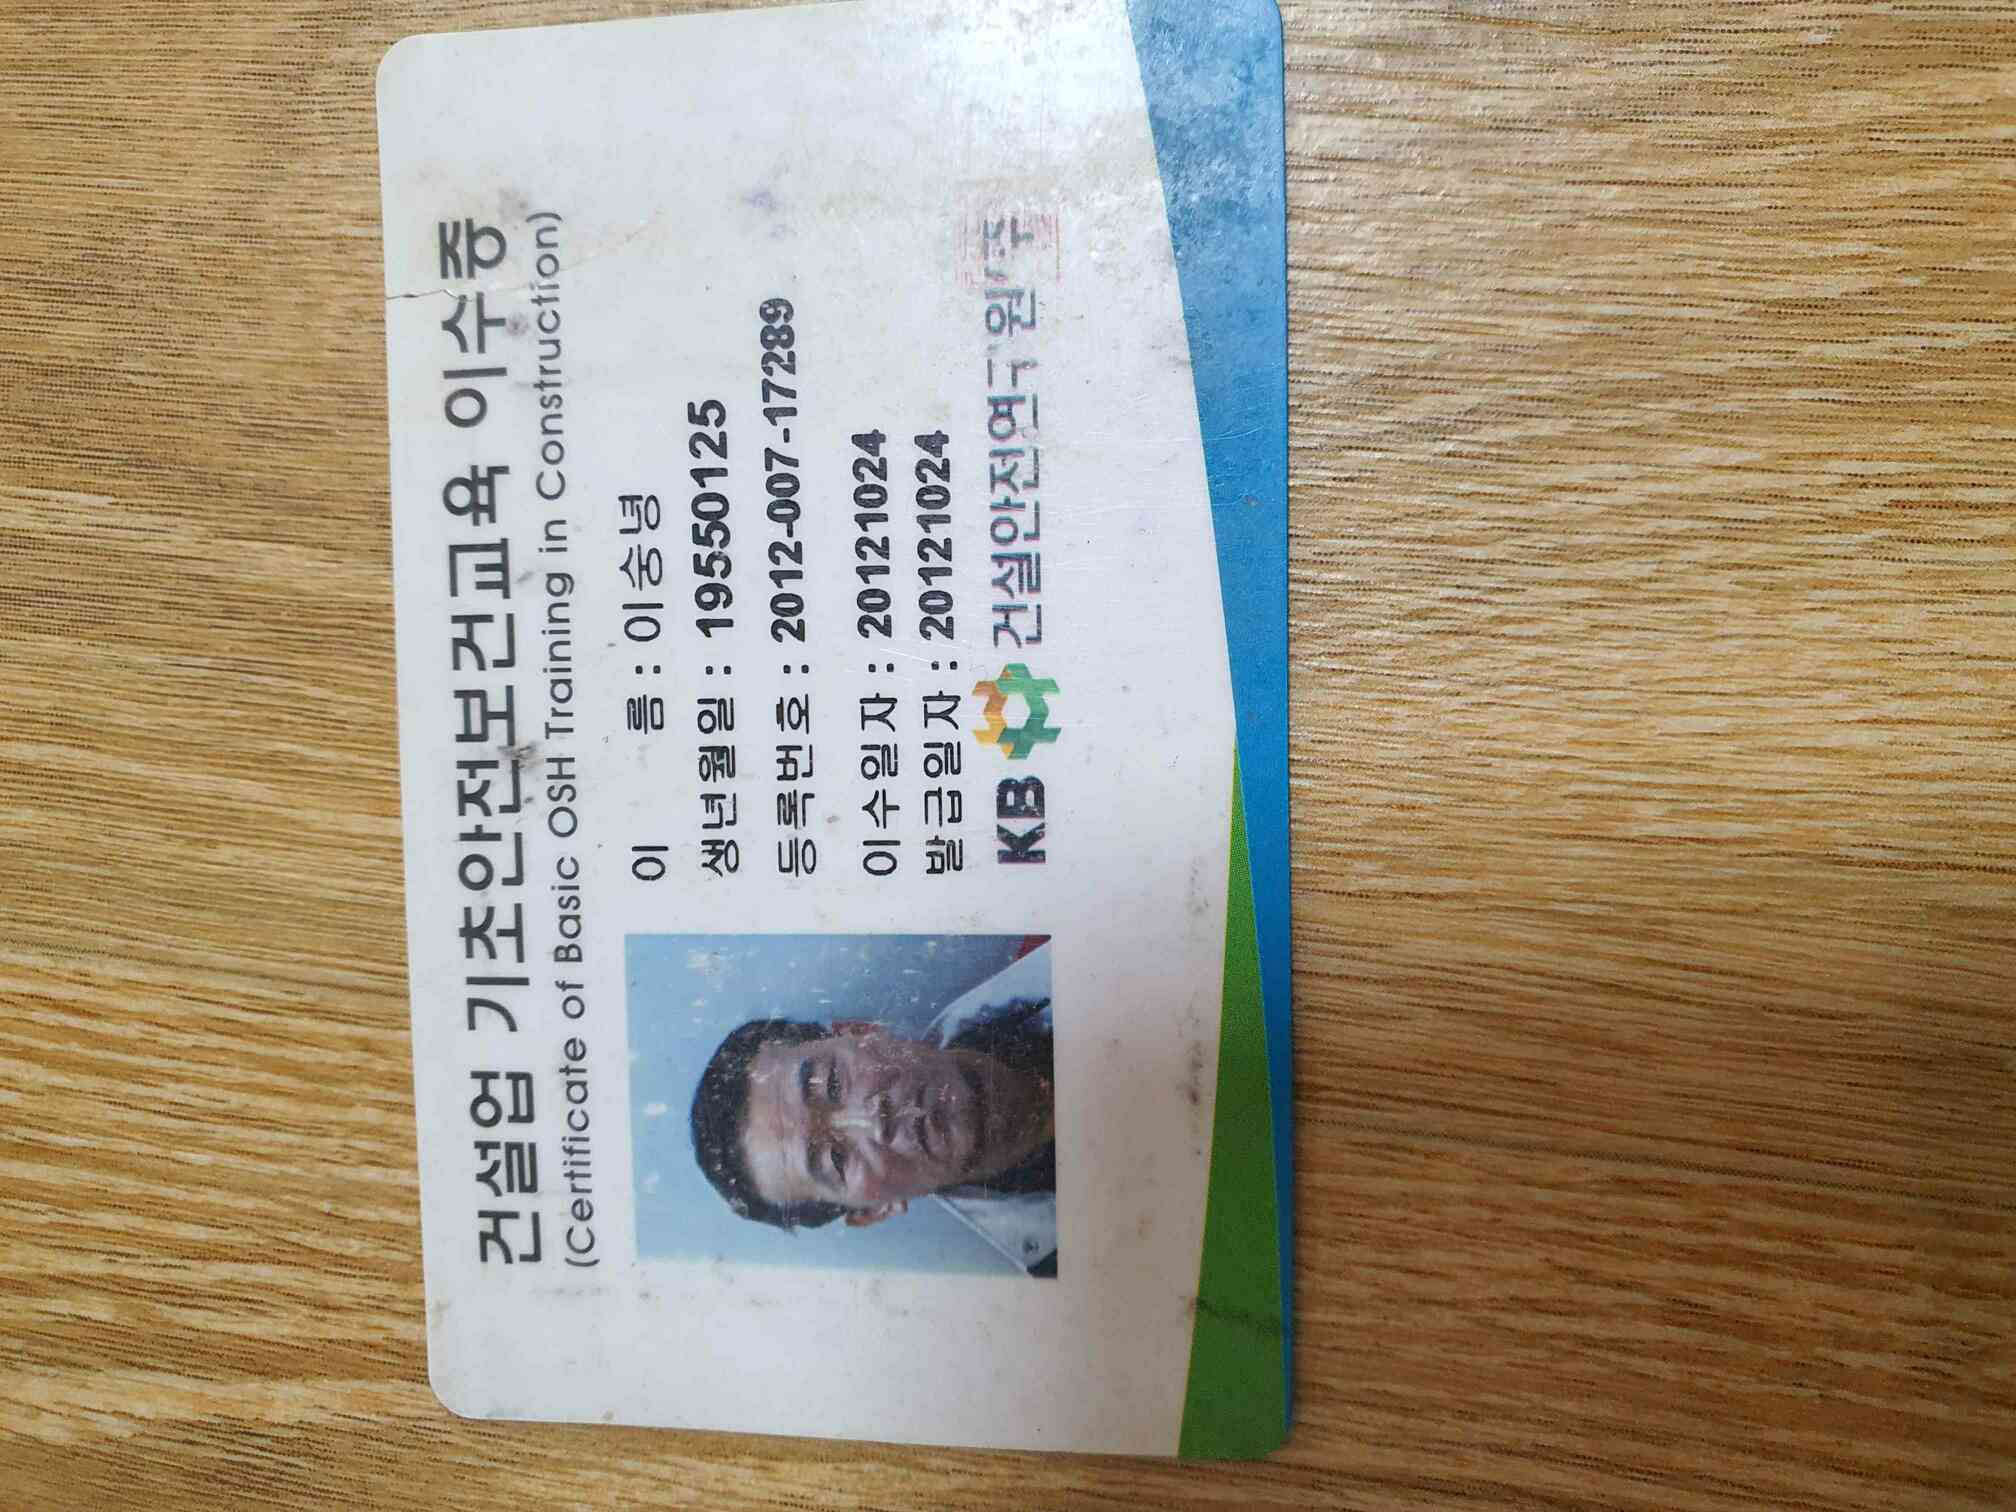 건설업 기초안전보건교육 이수증
(Certificate of Basic OSH Training in Construction)
이 름 : 이숭녕
생년월일 : 19550125
등록번호 : 2012-007-17289
이수일자 : 20121024
발급일자 : 20121024
KB 건설안전연구원(주